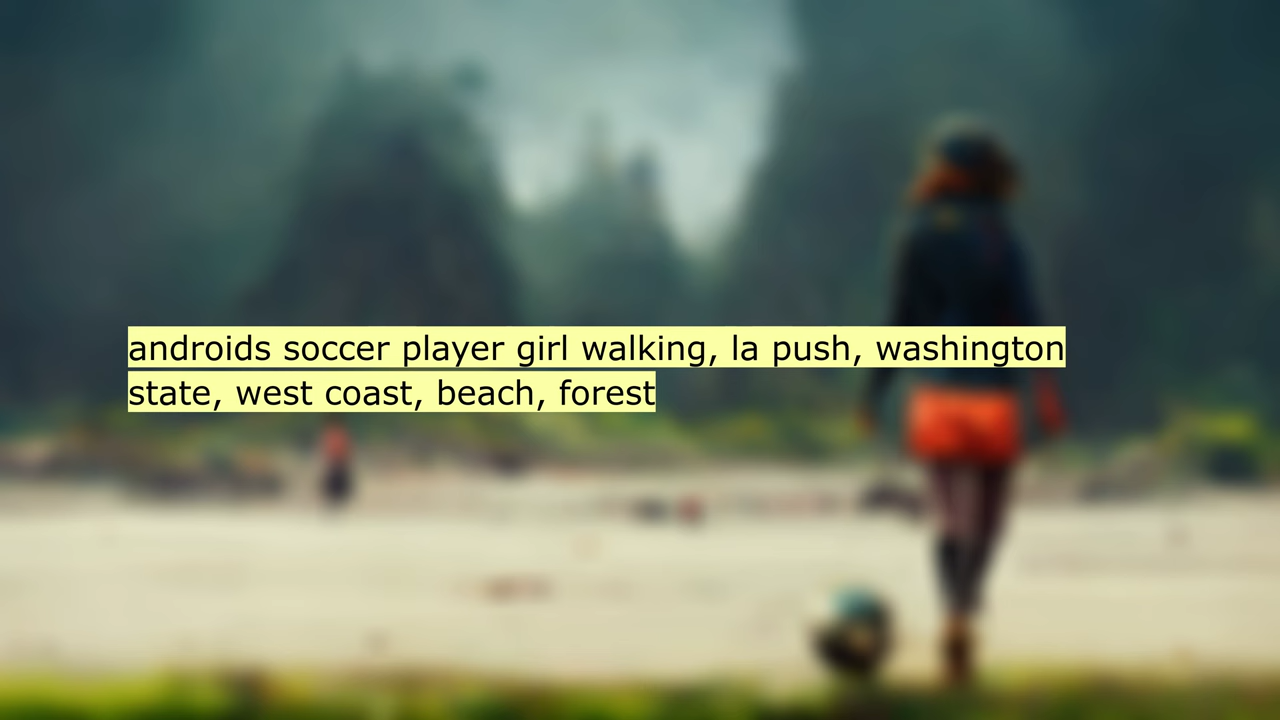 androids soccer player girl walking, la push, washington
state, west coast, beach, forest